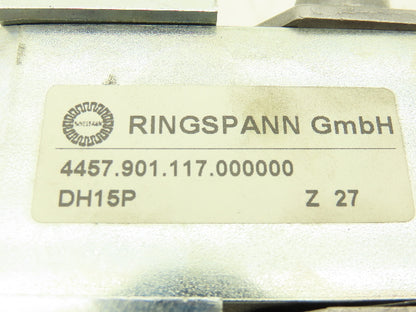 RINGSPANN GmbH
4457.901.117.000000
DH15P Z 27